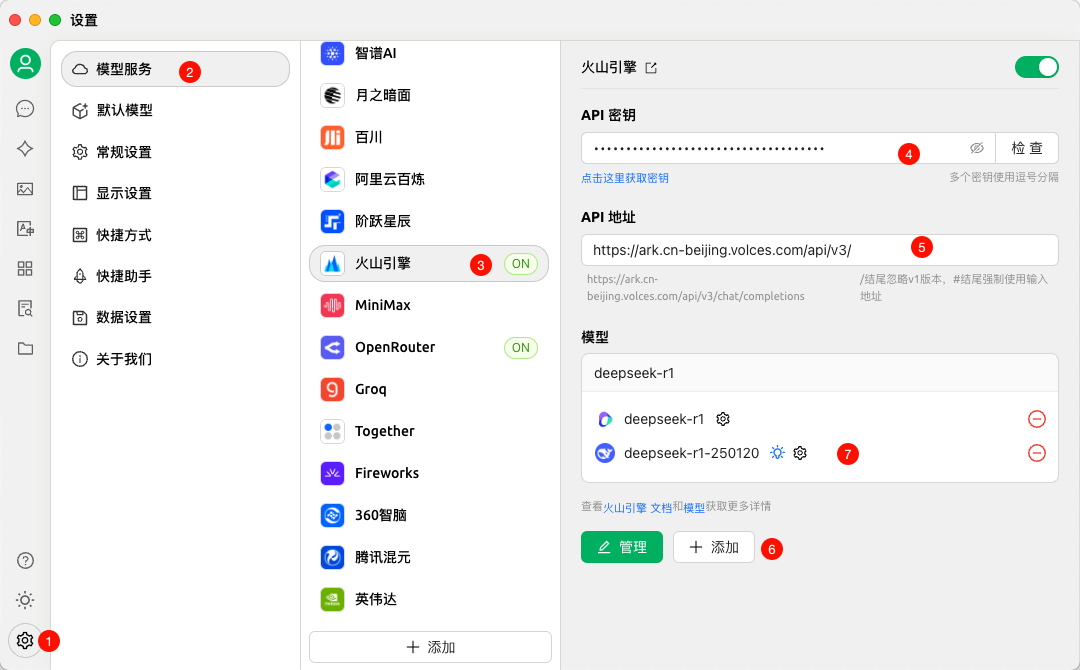 设置
模型服务
2
默认模型
常规设置
显示设置
快捷方式
快捷助手
数据设置
关于我们
1
智谱AI
月之暗面
百川
阿里云百炼
阶跃星辰
火山引擎
3
ON
MiniMax
OpenRouter
ON
Groq
Together
Fireworks
360智脑
腾讯混元
英伟达
添加
火山引擎
API 密钥
4
检 查
点击这里获取密钥
多个密钥使用逗号分隔
API 地址
https://ark.cn-beijing.volces.com/api/v3/
5
https://ark.cn-
beijing.volces.com/api/v3/chat/completions
/结尾忽略v1版本，#结尾强制使用输入
地址
模型
deepseek-r1
deepseek-r1
deepseek-r1-250120
7
查看火山引擎 文档和模型获取更多详情
管理
添加
6